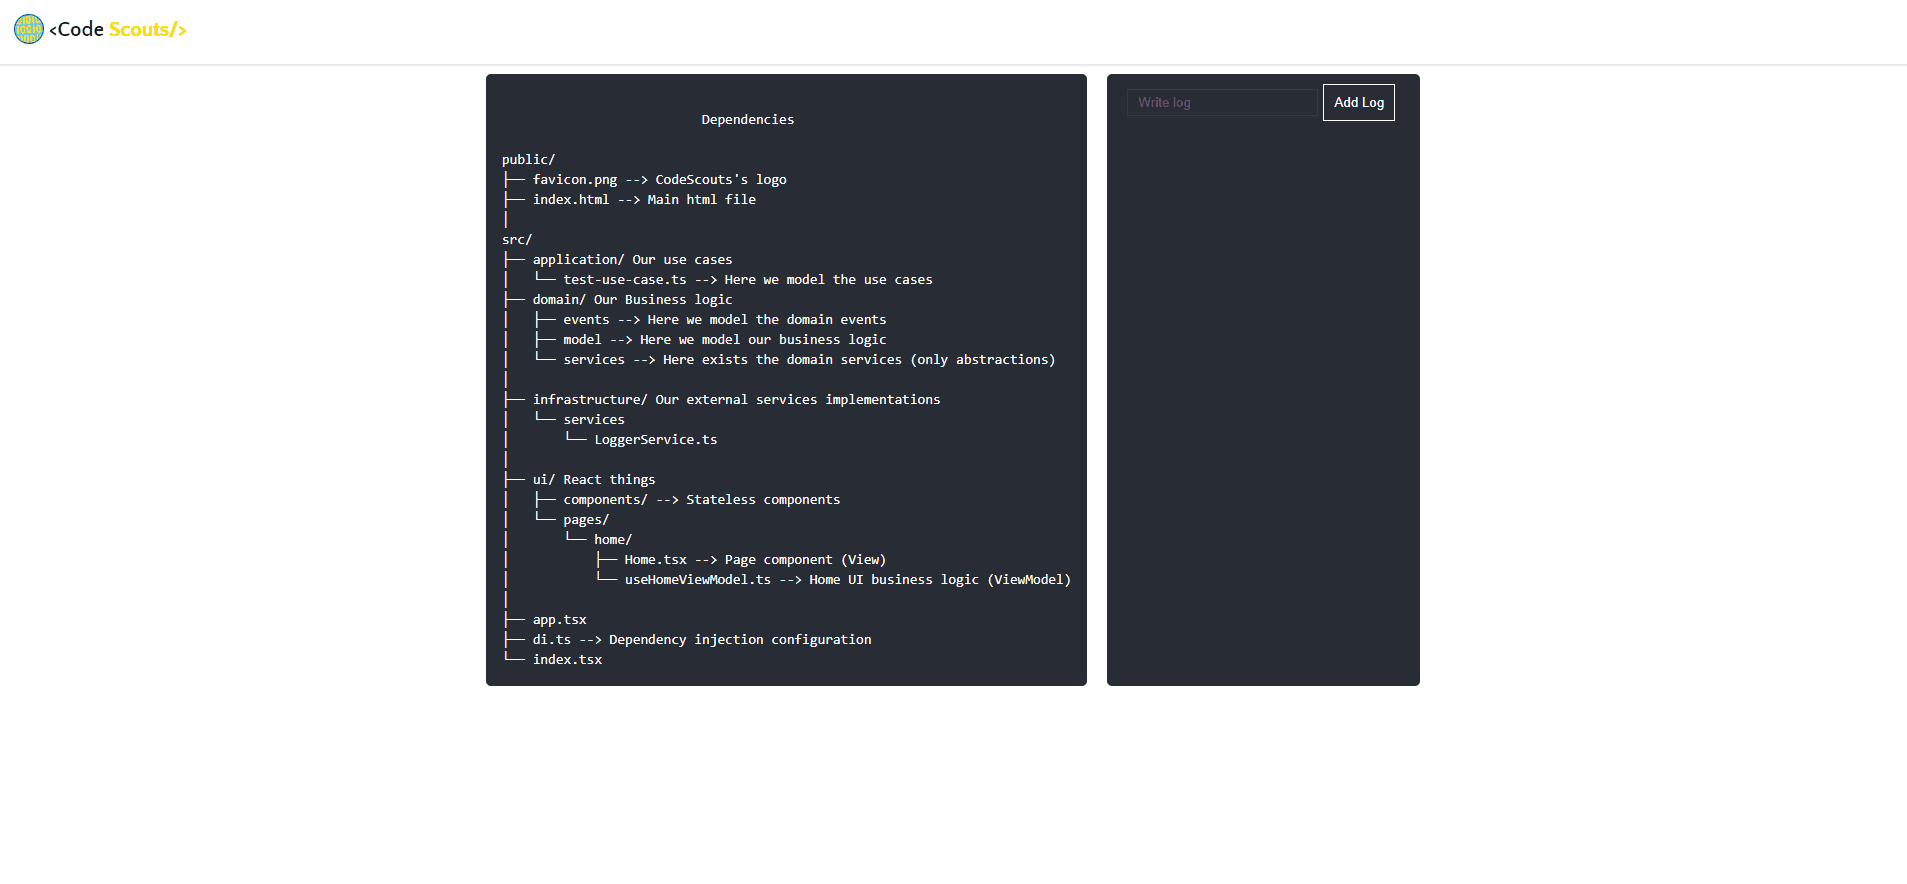 <Code Scouts/>
Dependencies
public/
├── favicon.png --> CodeScouts's logo
├── index.html --> Main html file
│
src/
├── application/ Our use cases
│   └── test-use-case.ts --> Here we model the use cases
├── domain/ Our Business logic
│   ├── events --> Here we model the domain events
│   ├── model --> Here we model our business logic
│   └── services --> Here exists the domain services (only abstractions)
│
├── infrastructure/ Our external services implementations
│   └── services
│       └── LoggerService.ts
│
├── ui/ React things
│   ├── components/ --> Stateless components
│   └── pages/
│       └── home/
│           ├── Home.tsx --> Page component (View)
│           └── useHomeViewModel.ts --> Home UI business logic (ViewModel)
│
├── app.tsx
├── di.ts --> Dependency injection configuration
└── index.tsx
Write log
Add Log